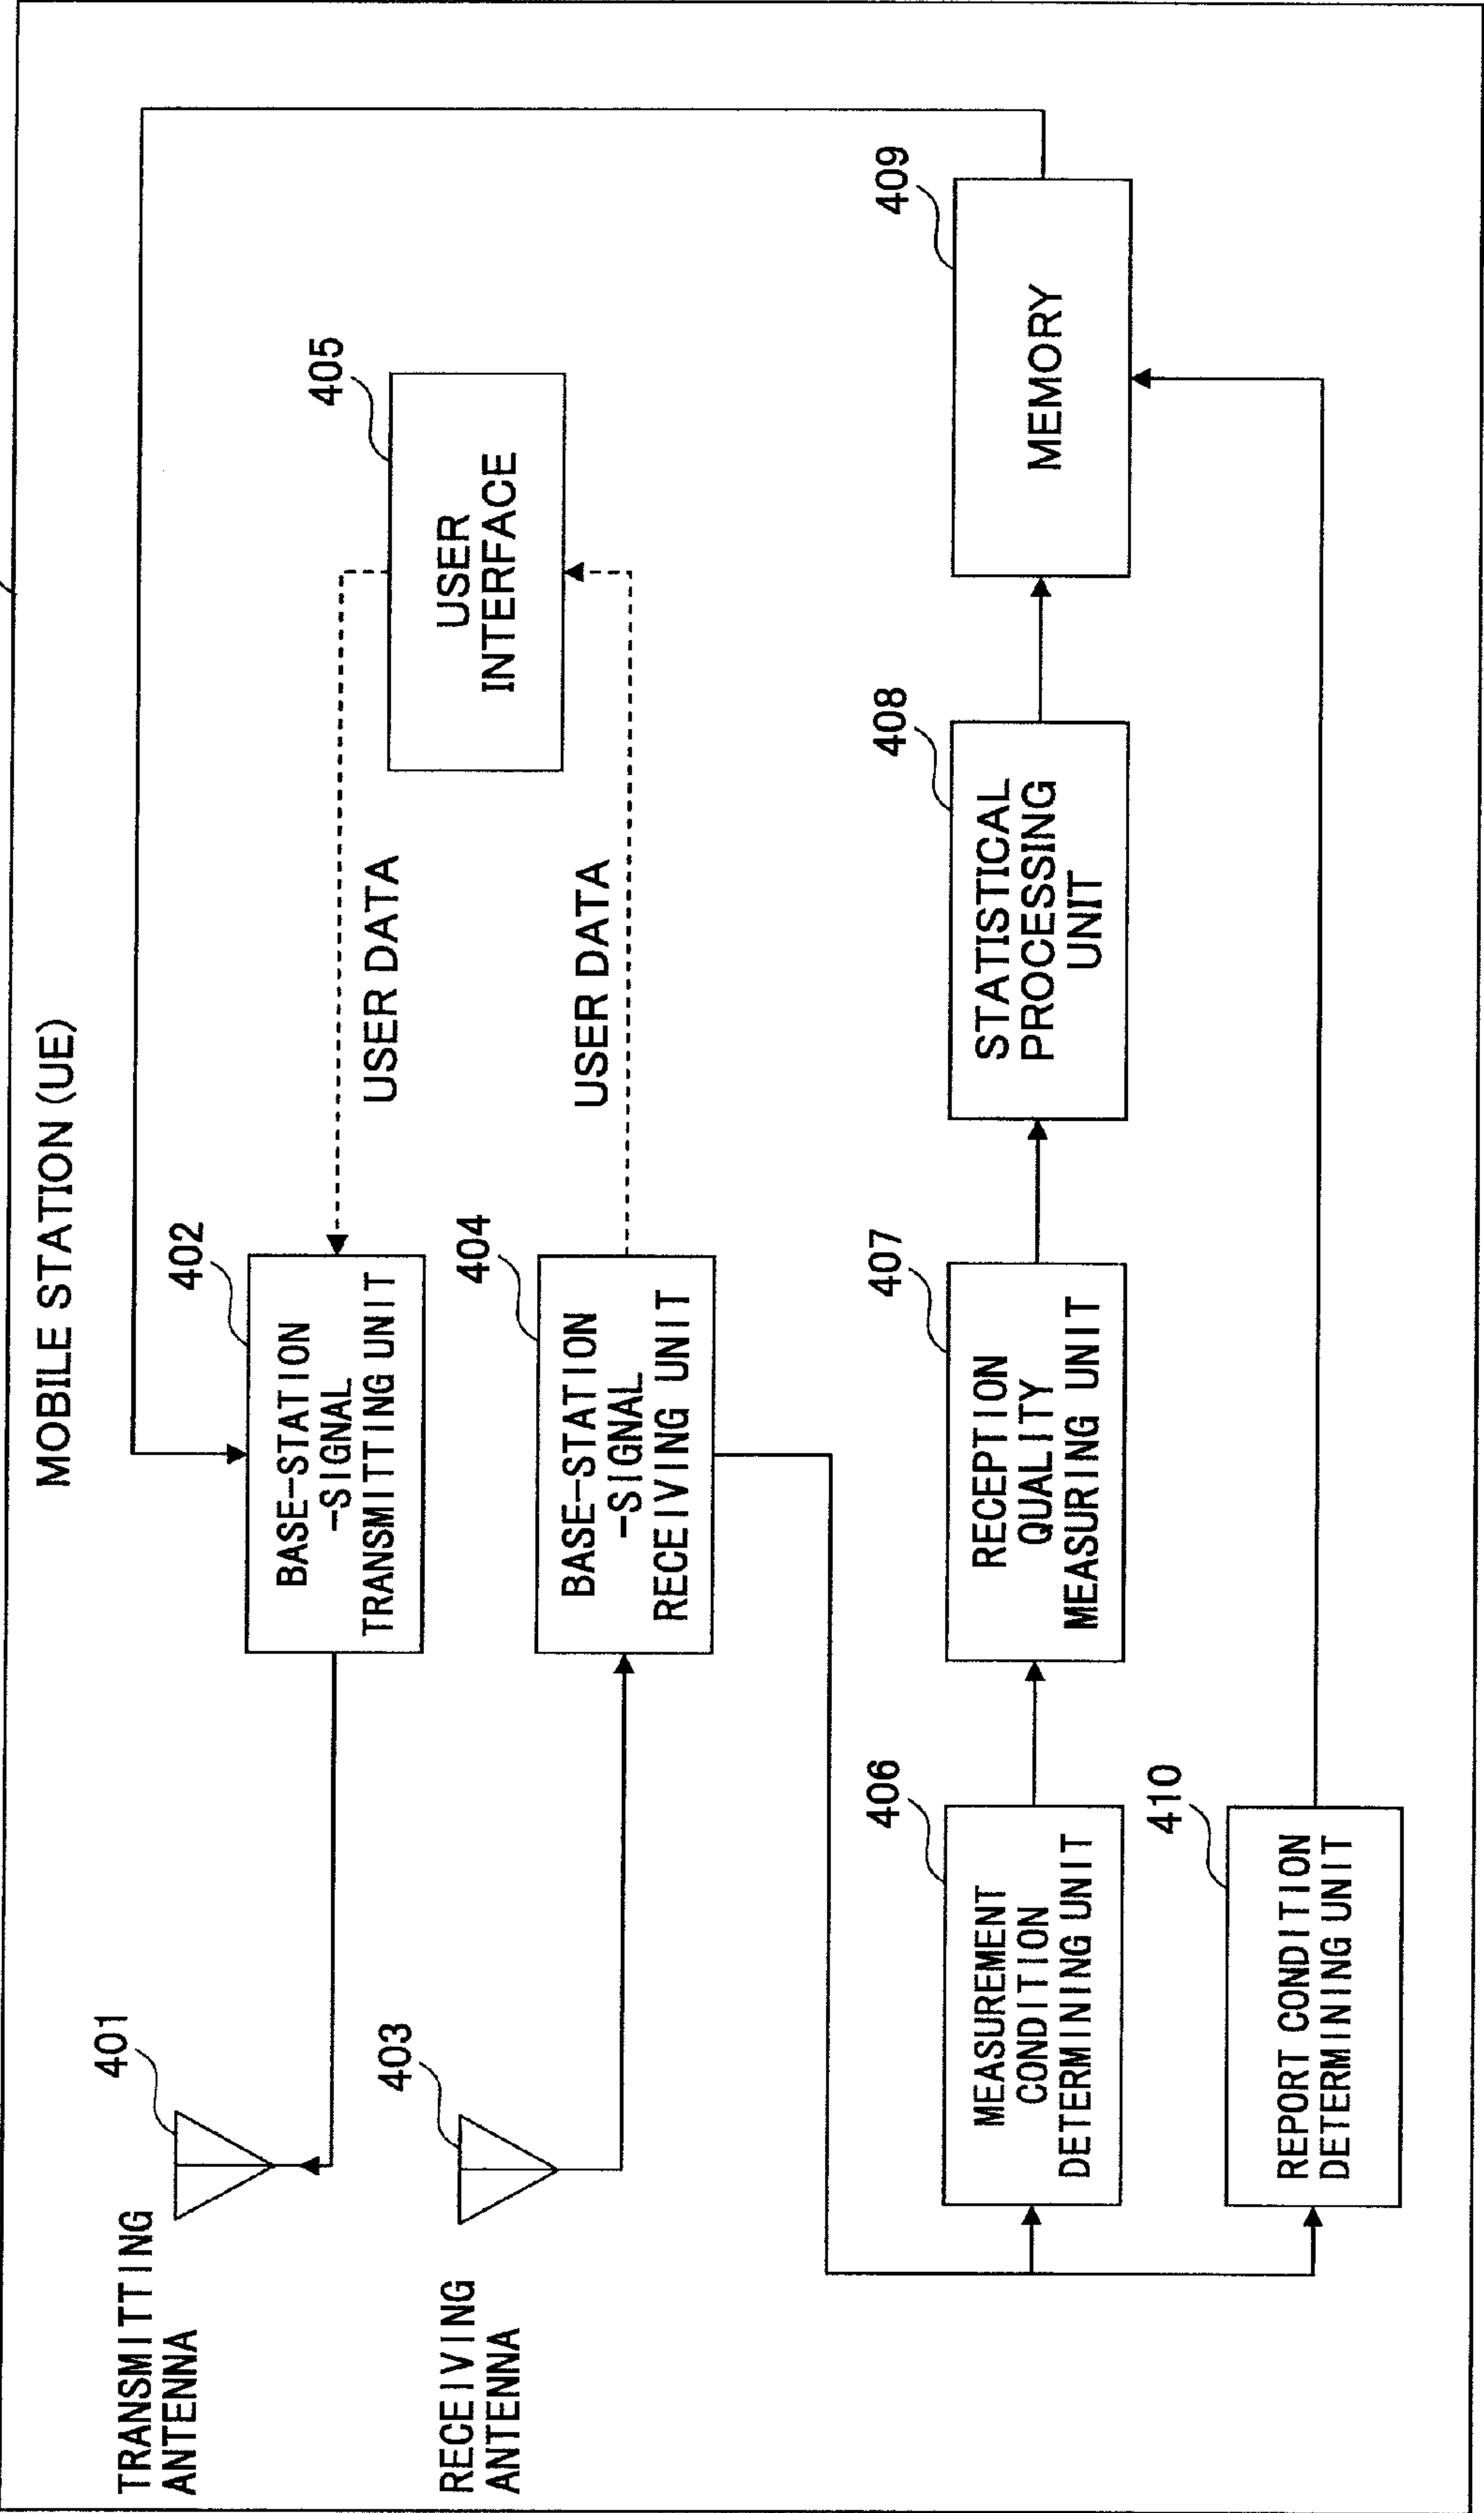 MOBILE STATION (UE)
TRANSMITTING
ANTENNA
401
402
BASE-STATION
-SIGNAL
TRANSMITTING UNIT
USER DATA
405
USER
INTERFACE
RECEIVING
ANTENNA
403
404
BASE-STATION
-SIGNAL
RECEIVING UNIT
USER DATA
406
MEASUREMENT
CONDITION
DETERMINING UNIT
407
RECEPTION
QUALITY
MEASURING UNIT
408
STATISTICAL
PROCESSING
UNIT
409
MEMORY
410
REPORT CONDITION
DETERMINING UNIT